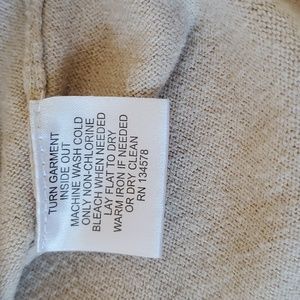 TURN GARMENT
INSIDE OUT
MACHINE WASH COLD
ONLY NON-CHLORINE
BLEACH WHEN NEEDED
LAY FLAT TO DRY
WARM IRON IF NEEDED
OR DRY CLEAN
RN 134578